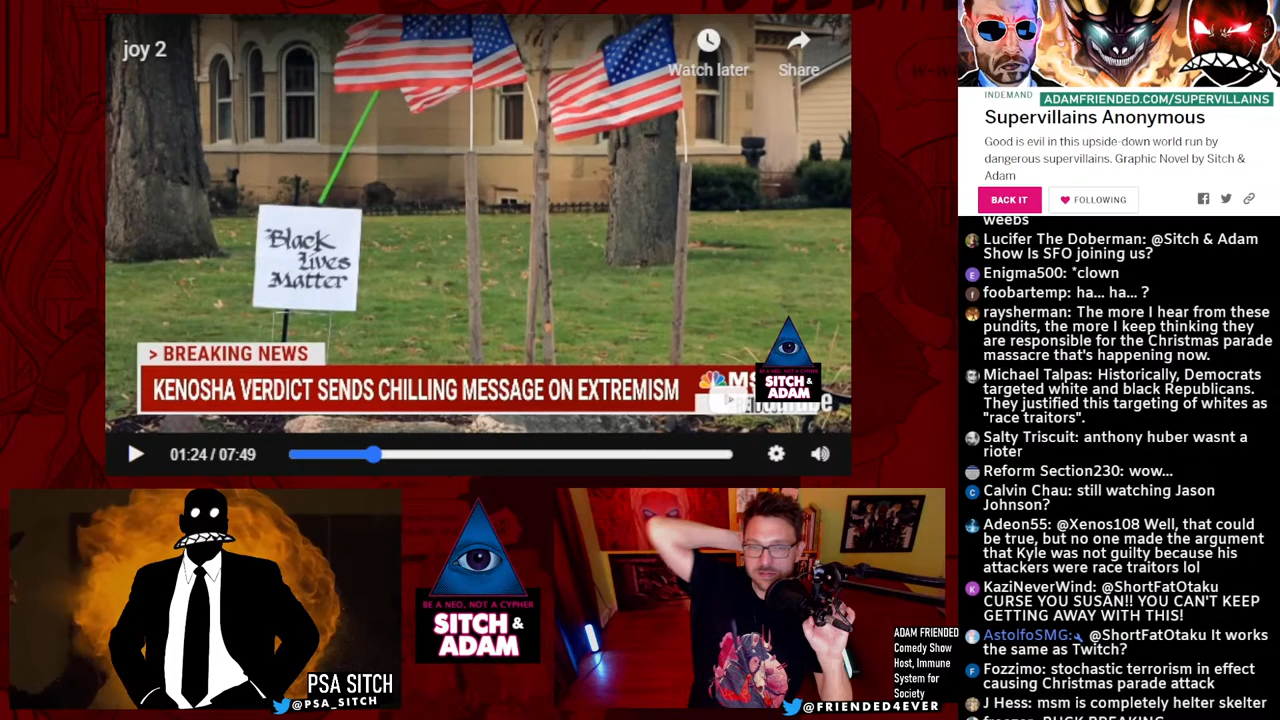 joy 2
Watch later
Share
Black
Lives
Matter
> BREAKING NEWS
KENOSHA VERDICT SENDS CHILLING MESSAGE ON EXTREMISM
BE A NEO, NOT A CYPHER
SITCH &
ADAM
01:24 / 07:49
PSA SITCH
@PSA_SITCH
BE A NEO, NOT A CYPHER
SITCH &
ADAM
ADAM FRIENDED
Comedy Show
Host, Immune
System for
Society
@FRIENDED4EVER
INDEMAND
ADAMFRIENDED.COM/SUPERVILLAINS
Supervillains Anonymous
Good is evil in this upside-down world run by
dangerous supervillains. Graphic Novel by Sitch &
Adam
BACK IT
FOLLOWING
weebs
Lucifer The Doberman: @Sitch & Adam
Show Is SFO joining us?
Enigma500: *clown
foobartemp: ha... ha... ?
raysherman: The more I hear from these
pundits, the more I keep thinking they
are responsible for the Christmas parade
massacre that's happening now.
Michael Talpas: Historically, Democrats
targeted white and black Republicans.
They justified this targeting of whites as
"race traitors".
Salty Triscuit: anthony huber wasnt a
rioter
Reform Section230: wow...
Calvin Chau: still watching Jason
Johnson?
Adeon55: @Xenos108 Well, that could
be true, but no one made the argument
that Kyle was not guilty because his
attackers were race traitors lol
KaziNeverWind: @ShortFatOtaku
CURSE YOU SUSAN!! YOU CAN'T KEEP
GETTING AWAY WITH THIS!
AstolfoSMG: @ShortFatOtaku It works
the same as Twitch?
Fozzimo: stochastic terrorism in effect
causing Christmas parade attack
J Hess: msm is completely helter skelter